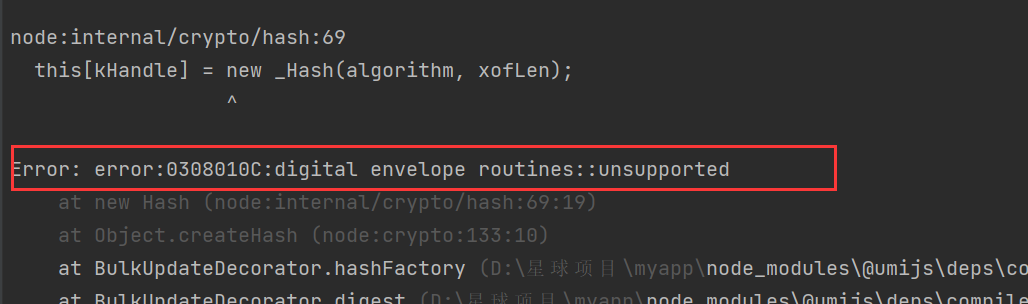 node:internal/crypto/hash:69
this[kHandle] = new _Hash(algorithm, xofLen);
^
Error: error:0308010C:digital envelope routines::unsupported
at new Hash (node:internal/crypto/hash:69:19)
at Object.createHash (node:crypto:133:10)
at BulkUpdateDecorator.hashFactory (D:\星球项目\myapp\node_modules\@umijs\deps\co
at BulkUpdateDecorator.digest (D:\星球项目\myapp\node_modules\@umijs\deps\compile